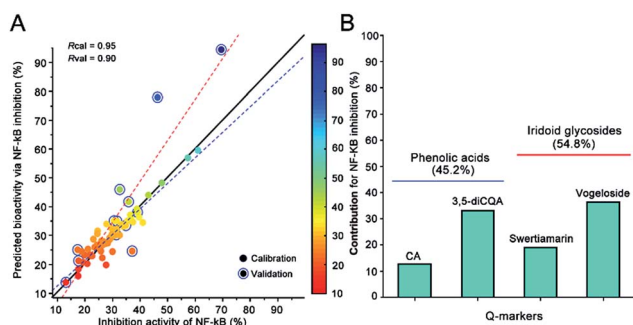 A
Rcal = 0.95
Rval = 0.90
Predicted bioactivity via NF-kB inhibition (%)
90
80
70
60
50
40
30
20
10
10 20 30 40 50 60 70 80 90
Inhibition activity of NF-kB (%)
Calibration
Validation
90
80
70
60
50
40
30
20
10
B
Contribution for NF-KB inhibition (%)
100
90
80
70
60
50
40
30
20
10
0
Phenolic acids
(45.2%)
Iridoid glycosides
(54.8%)
CA
3,5-diCQA
Swertiamarin
Vogeloside
Q-markers